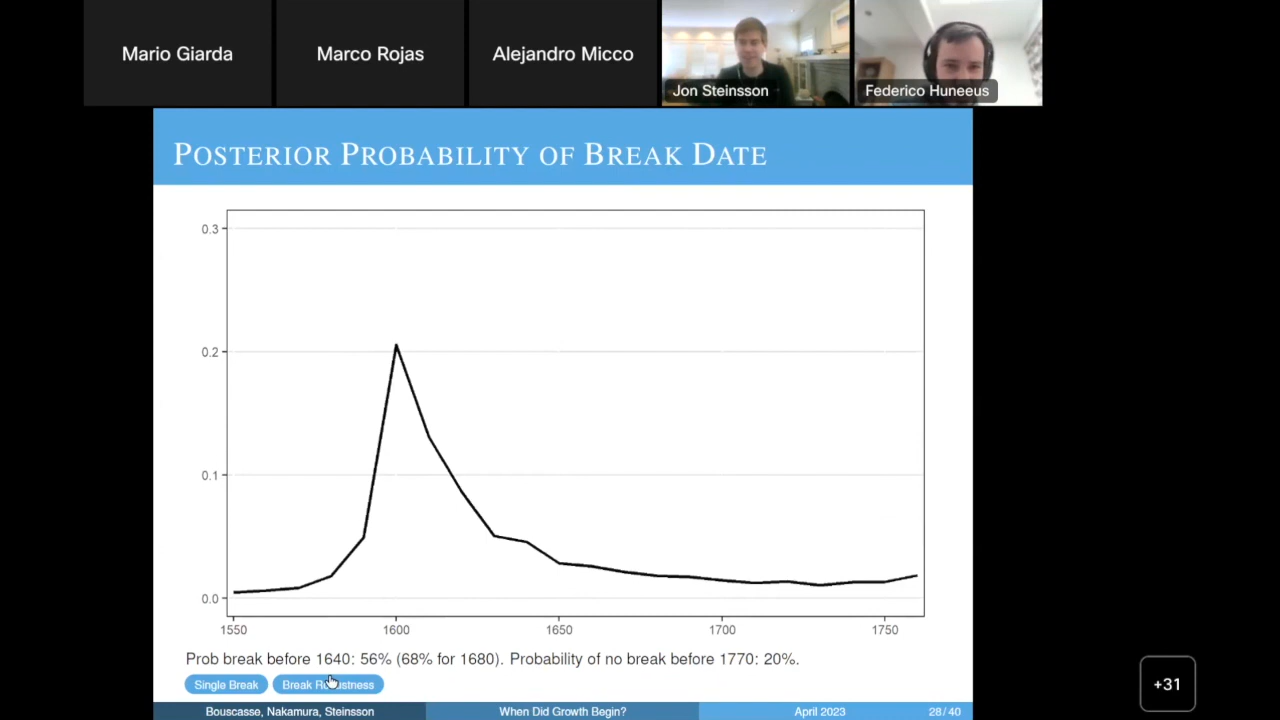 Mario Giarda
Marco Rojas
Alejandro Micco
Jon Steinsson
Federico Huneeus
POSTERIOR PROBABILITY OF BREAK DATE
0.3
0.2
0.1
0.0
1550 1600 1650 1700 1750
Prob break before 1640: 56% (68% for 1680). Probability of no break before 1770: 20%.
Single Break Break Robustness
Bouscasse, Nakamura, Steinsson When Did Growth Begin? April 2023 28/40
+31